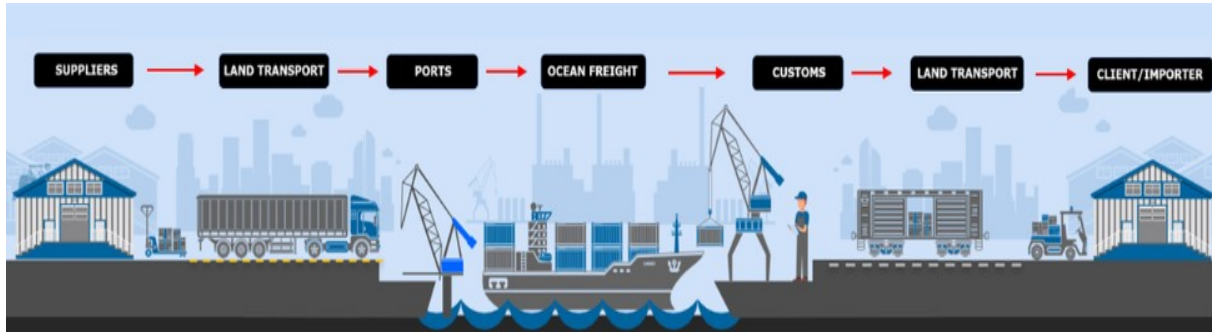 SUPPLIERS
LAND TRANSPORT
PORTS
OCEAN FREIGHT
CUSTOMS
LAND TRANSPORT
CLIENT/IMPORTER